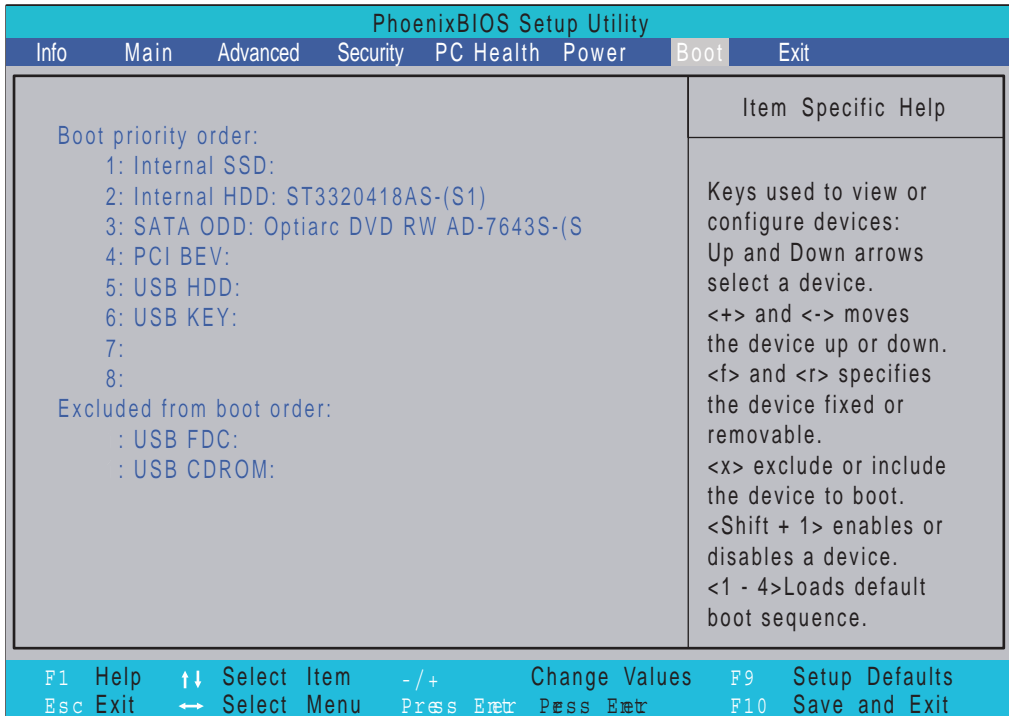 PhoenixBIOS Setup Utility
Info Main Advanced Security PC Health Power Boot Exit
Boot priority order:
1: Internal SSD:
2: Internal HDD: ST3320418AS-(S1)
3: SATA ODD: Optiarc DVD RW AD-7643S-(S
4: PCI BEV:
5: USB HDD:
6: USB KEY:
7:
8:
Excluded from boot order:
: USB FDC:
: USB CDROM:
Item Specific Help
Keys used to view or
configure devices:
Up and Down arrows
select a device.
<+> and <-> moves
the device up or down.
<f> and <r> specifies
the device fixed or
removable.
<x> exclude or include
the device to boot.
<Shift + 1> enables or
disables a device.
<1 - 4>Loads default
boot sequence.
F1 Help ↑↓ Select Item -/+ Change Values F9 Setup Defaults
Esc Exit ↔ Select Menu Press F10 Save and Exit